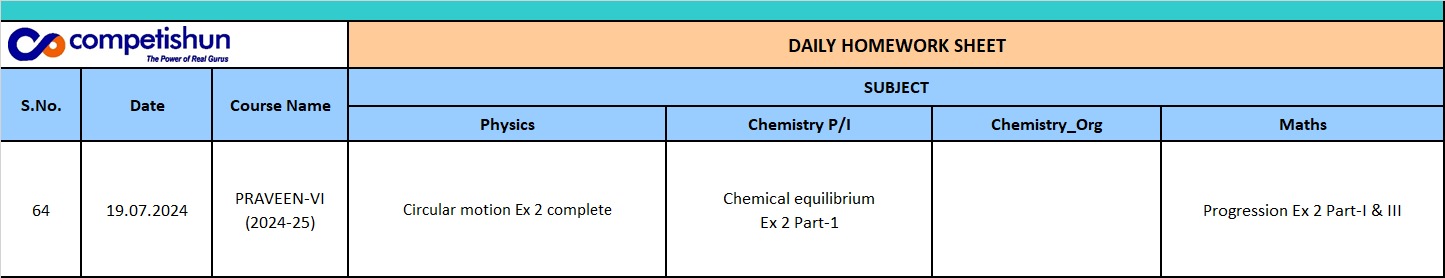 competishun
The Power of Real Gurus
DAILY HOMEWORK SHEET
S.No.
Date
Course Name
SUBJECT
Physics
Chemistry P/I
Chemistry_Org
Maths
64
19.07.2024
PRAVEEN-VI
(2024-25)
Circular motion Ex 2 complete
Chemical equilibrium
Ex 2 Part-1
Progression Ex 2 Part-I & III